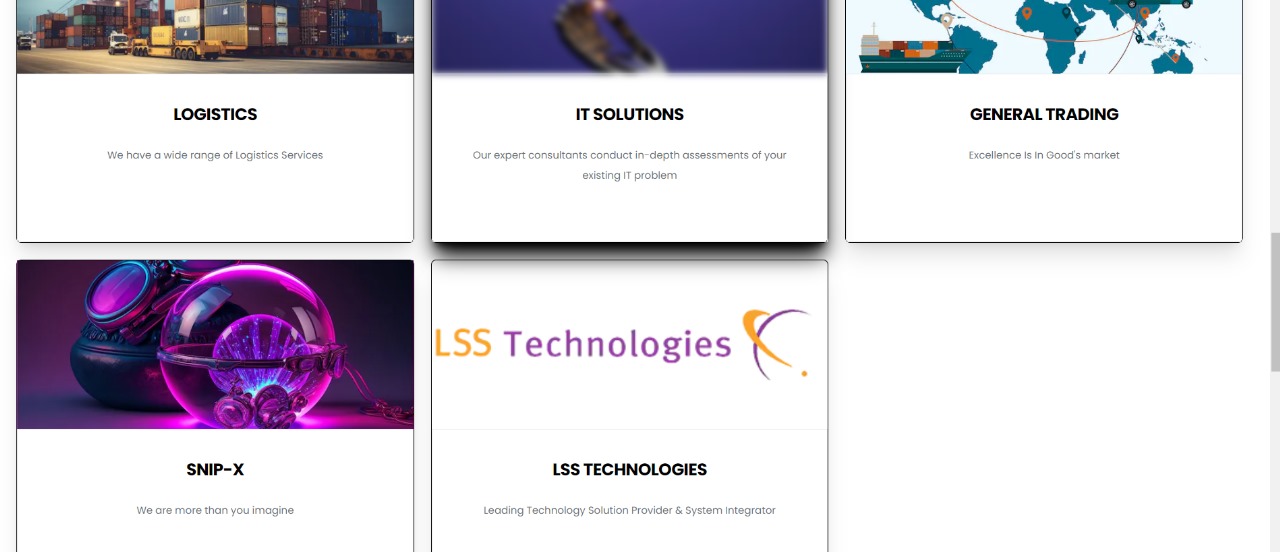 LOGISTICS
We have a wide range of Logistics Services
IT SOLUTIONS
Our expert consultants conduct in-depth assessments of your
existing IT problem
GENERAL TRADING
Excellence Is In Good's market
SNIP-X
We are more than you imagine
LSS Technologies
LSS TECHNOLOGIES
Leading Technology Solution Provider & System Integrator